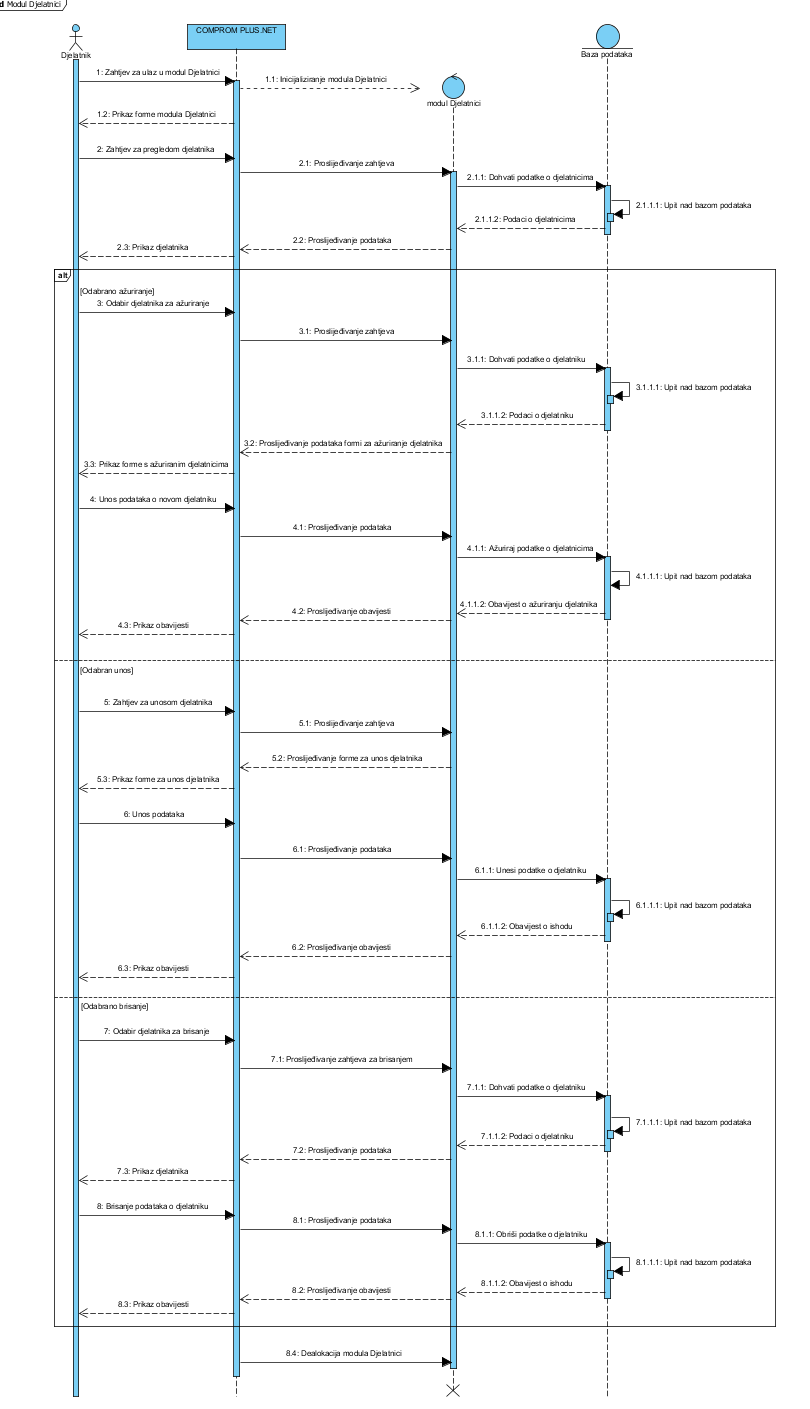 Modul Djelatnici
COMPROM PLUS.NET
Djelatnik
Baza podataka
modul Djelatnici
1: Zahtjev za ulaz u modul Djelatnici
1.1: Inicijaliziranje modula Djelatnici
1.2: Prikaz forme modula Djelatnici
2: Zahtjev za pregledom djelatnika
2.1: Proslijeđivanje zahtjeva
2.1.1: Dohvati podatke o djelatnicima
2.1.1.1: Upit nad bazom podataka
2.1.1.2: Podaci o djelatnicima
2.2: Proslijeđivanje podataka
2.3: Prikaz djelatnika
alt
[Odabrano ažuriranje]
3: Odabir djelatnika za ažuriranje
3.1: Proslijeđivanje zahtjeva
3.1.1: Dohvati podatke o djelatniku
3.1.1.1: Upit nad bazom podataka
3.1.1.2: Podaci o djelatniku
3.2: Proslijeđivanje podataka formi za ažuriranje djelatnika
3.3: Prikaz forme s ažuriranim djelatnicima
4: Unos podataka o novom djelatniku
4.1: Proslijeđivanje podataka
4.1.1: Ažuriraj podatke o djelatnicima
4.1.1.1: Upit nad bazom podataka
4.1.1.2: Obavijest o ažuriranju djelatnika
4.2: Proslijeđivanje obavijesti
4.3: Prikaz obavijesti
[Odabran unos]
5: Zahtjev za unosom djelatnika
5.1: Proslijeđivanje zahtjeva
5.2: Proslijeđivanje forme za unos djelatnika
5.3: Prikaz forme za unos djelatnika
6: Unos podataka
6.1: Proslijeđivanje podataka
6.1.1: Unesi podatke o djelatniku
6.1.1.1: Upit nad bazom podataka
6.1.1.2: Obavijest o ishodu
6.2: Proslijeđivanje obavijesti
6.3: Prikaz obavijesti
[Odabrano brisanje]
7: Odabir djelatnika za brisanje
7.1: Proslijeđivanje zahtjeva za brisanjem
7.1.1: Dohvati podatke o djelatniku
7.1.1.1: Upit nad bazom podataka
7.1.1.2: Podaci o djelatniku
7.2: Proslijeđivanje podataka
7.3: Prikaz djelatnika
8: Brisanje podataka o djelatniku
8.1: Proslijeđivanje podataka
8.1.1: Obriši podatke o djelatniku
8.1.1.1: Upit nad bazom podataka
8.1.1.2: Obavijest o ishodu
8.2: Proslijeđivanje obavijesti
8.3: Prikaz obavijesti
8.4: Dealokacija modula Djelatnici